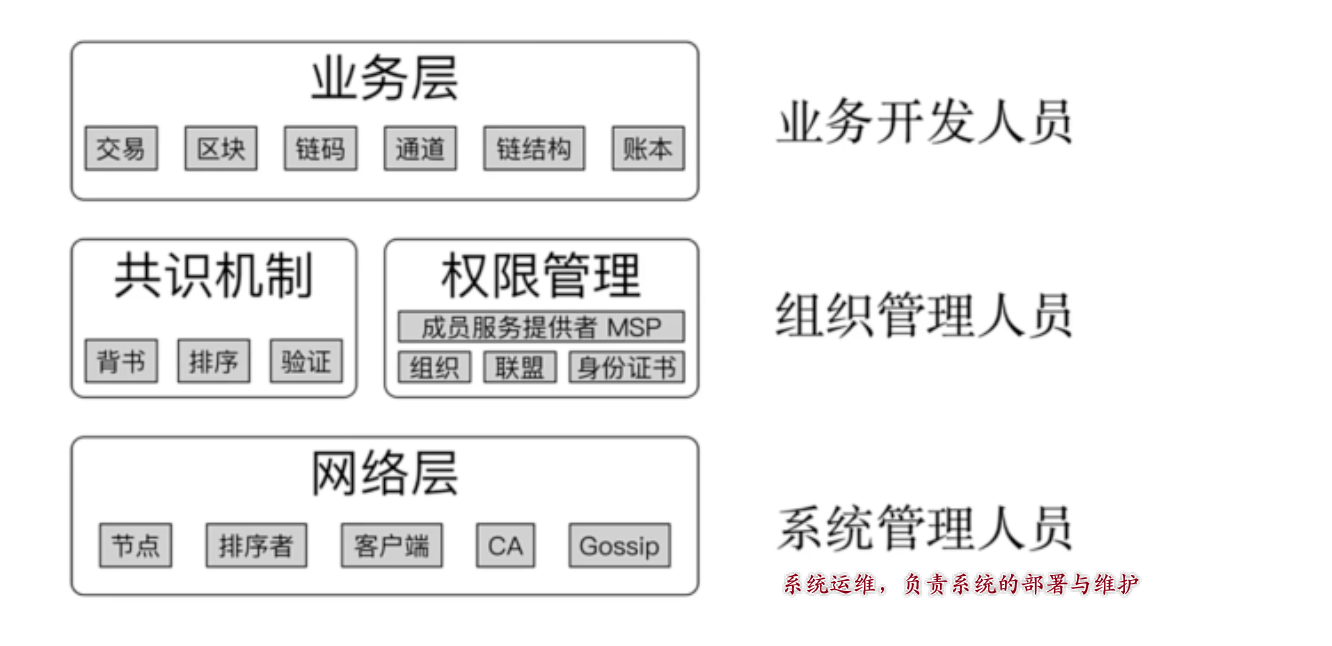 业务层
交易 区块 链码 通道 链结构 账本
业务开发人员
共识机制
背书 排序 验证
权限管理
成员服务提供者 MSP
组织 联盟 身份证书
组织管理人员
网络层
节点 排序者 客户端 CA Gossip
系统管理人员
系统运维，负责系统的部署与维护